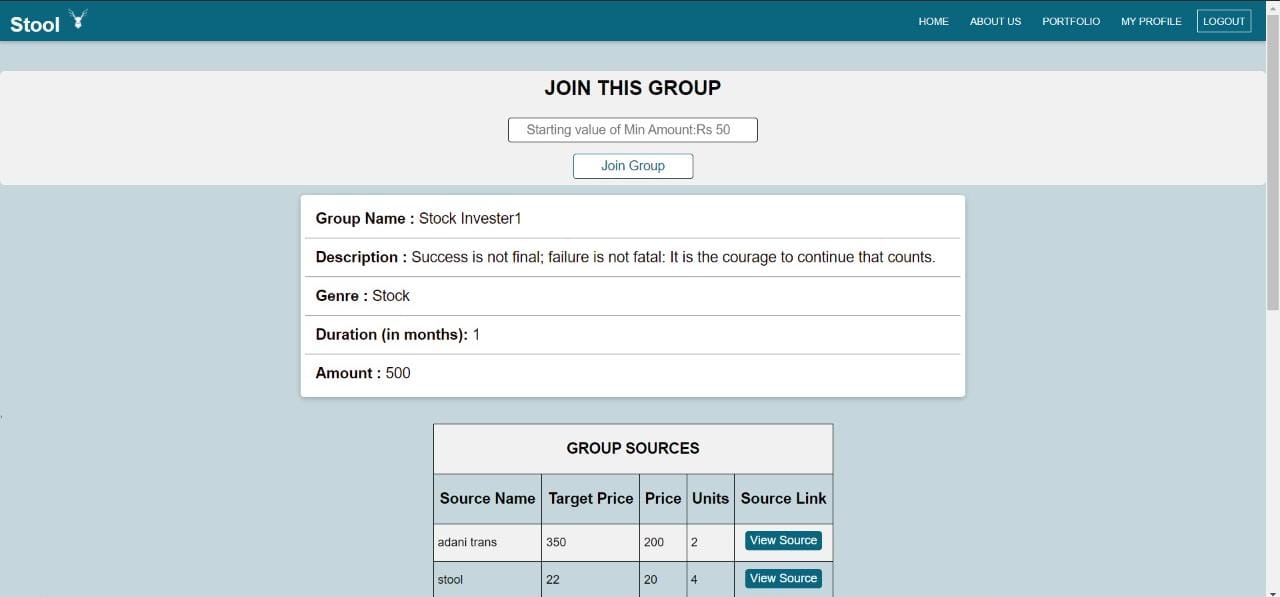 Stool HOME ABOUT US PORTFOLIO MY PROFILE LOGOUT
JOIN THIS GROUP
Starting value of Min Amount:Rs 50
Join Group
Group Name : Stock Invester1
Description : Success is not final; failure is not fatal: It is the courage to continue that counts.
Genre : Stock
Duration (in months): 1
Amount : 500
GROUP SOURCES
Source Name Target Price Price Units Source Link
adani trans 350 200 2 View Source
stool 22 20 4 View Source